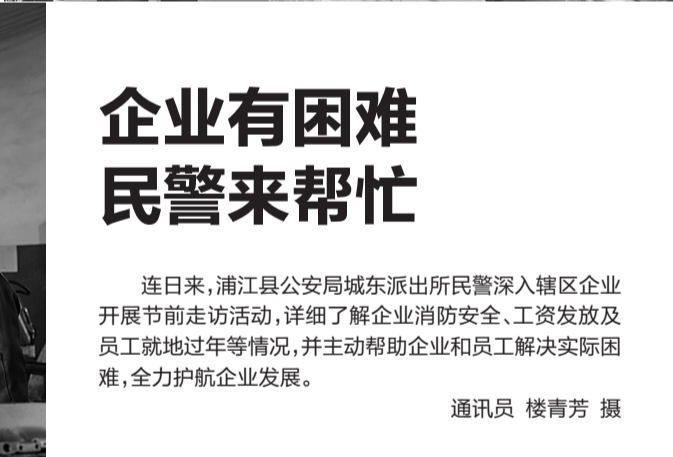 企业有困难
民警来帮忙
连日来，浦江县公安局城东派出所民警深入辖区企业
开展节前走访活动，详细了解企业消防安全、工资发放及
员工就地过年等情况，并主动帮助企业和员工解决实际困
难，全力护航企业发展。
通讯员 楼青芳 摄